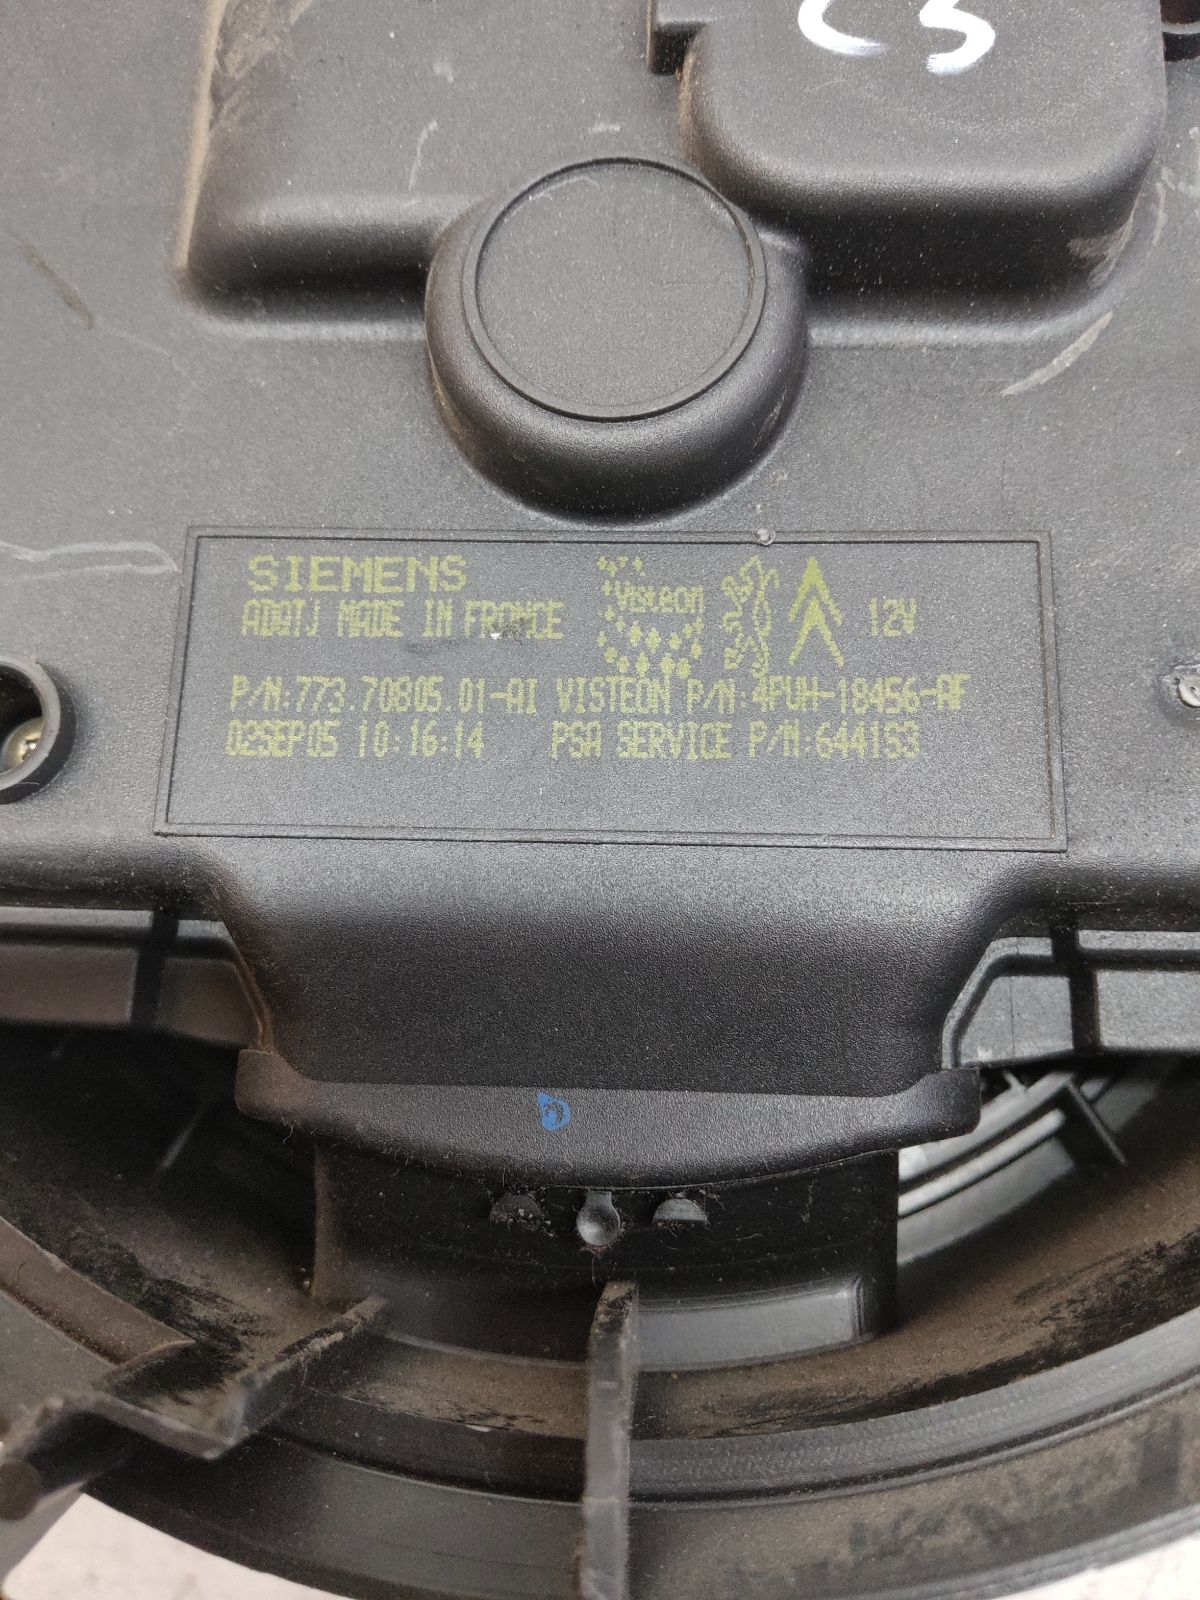 C5
SIEMENS
ADQTJ MADE IN FRANCE
Visteon
12V
P/N:773.70805.01-AI VISTEON P/N:4PUH-18456-AF
02SEP05 10:16:14 PSA SERVICE P/N:6441S3